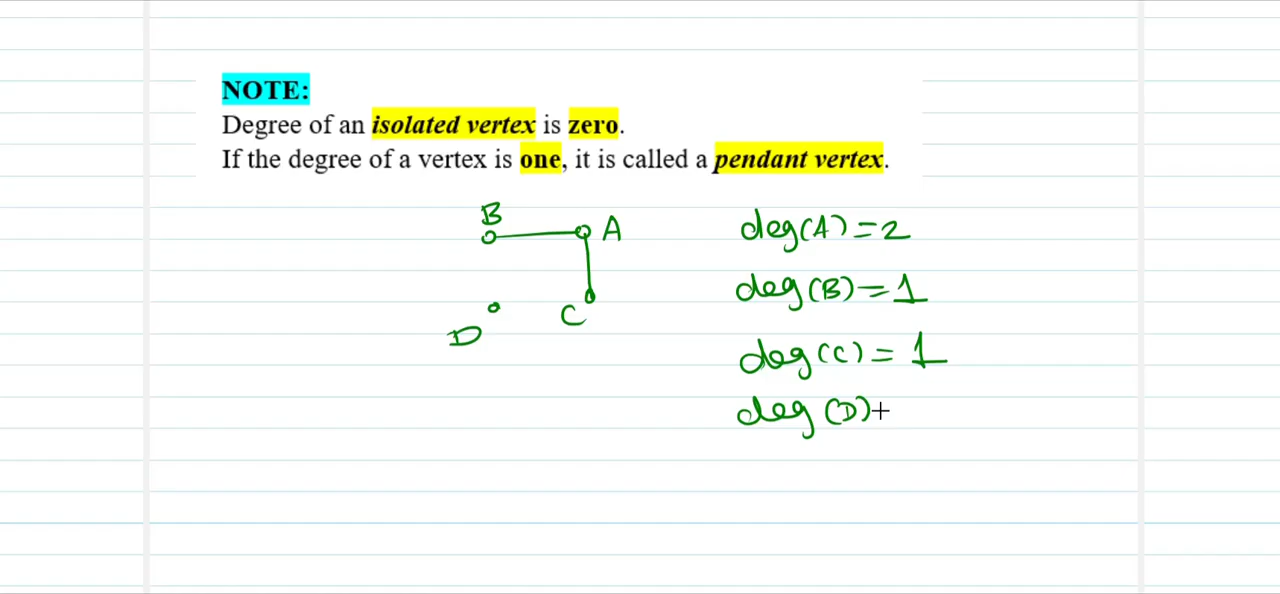 NOTE:
Degree of an isolated vertex is zero.
If the degree of a vertex is one, it is called a pendant vertex.
B
A
C
D
deg(A)=2
deg(B)=1
deg(C)=1
deg(D)